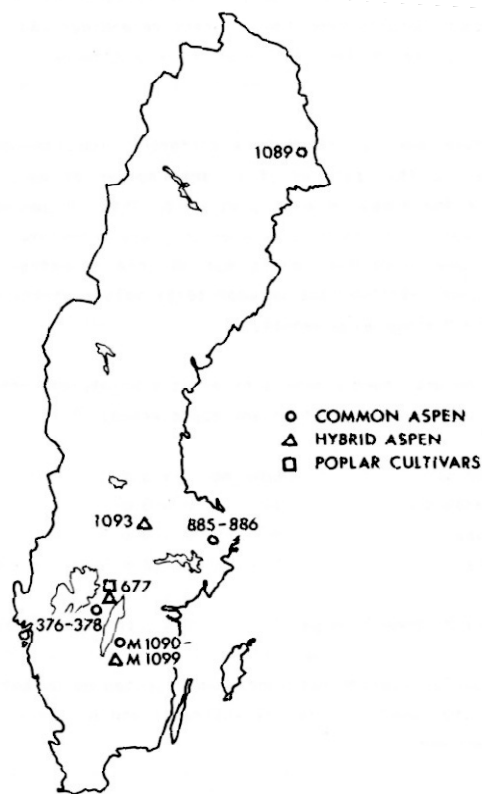 1089
COMMON ASPEN
HYBRID ASPEN
POPLAR CULTIVARS
1093
885-886
677
376-378
M 1090
M 1099